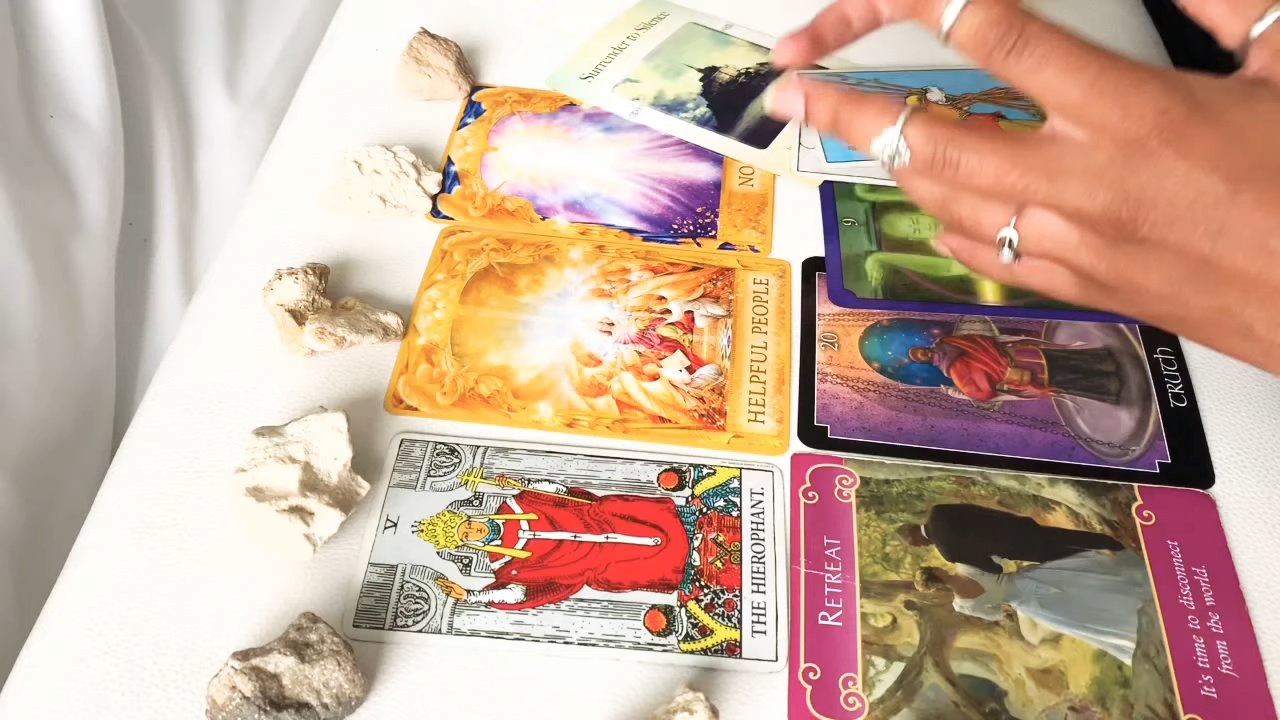 Surrender to Silence
NO
HELPFUL PEOPLE
V
THE HIEROPHANT.
9
20
TRUTH
RETREAT
It's time to disconnect
from the world.